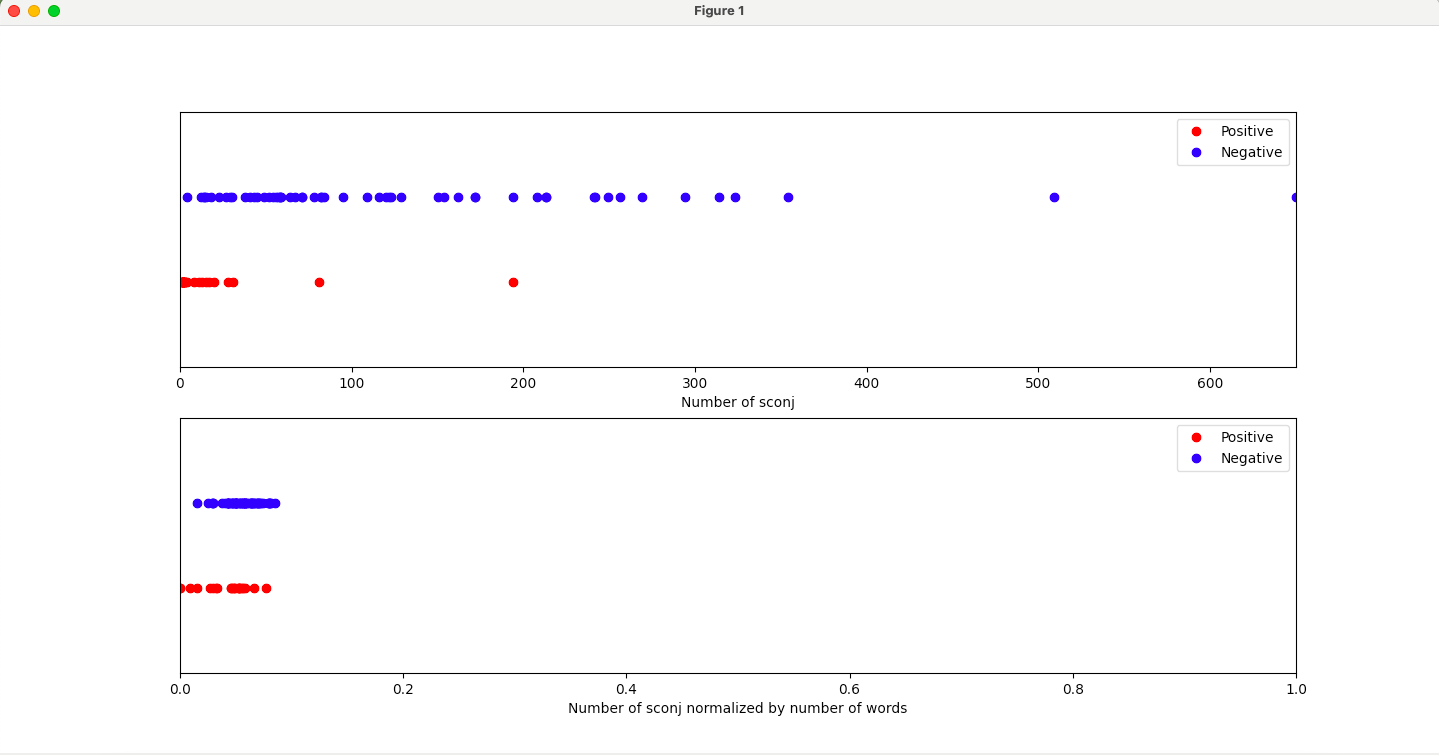 Figure 1
Positive
Negative
0 100 200 300 400 500 600
Number of sconj
Positive
Negative
0.0 0.2 0.4 0.6 0.8 1.0
Number of sconj normalized by number of words